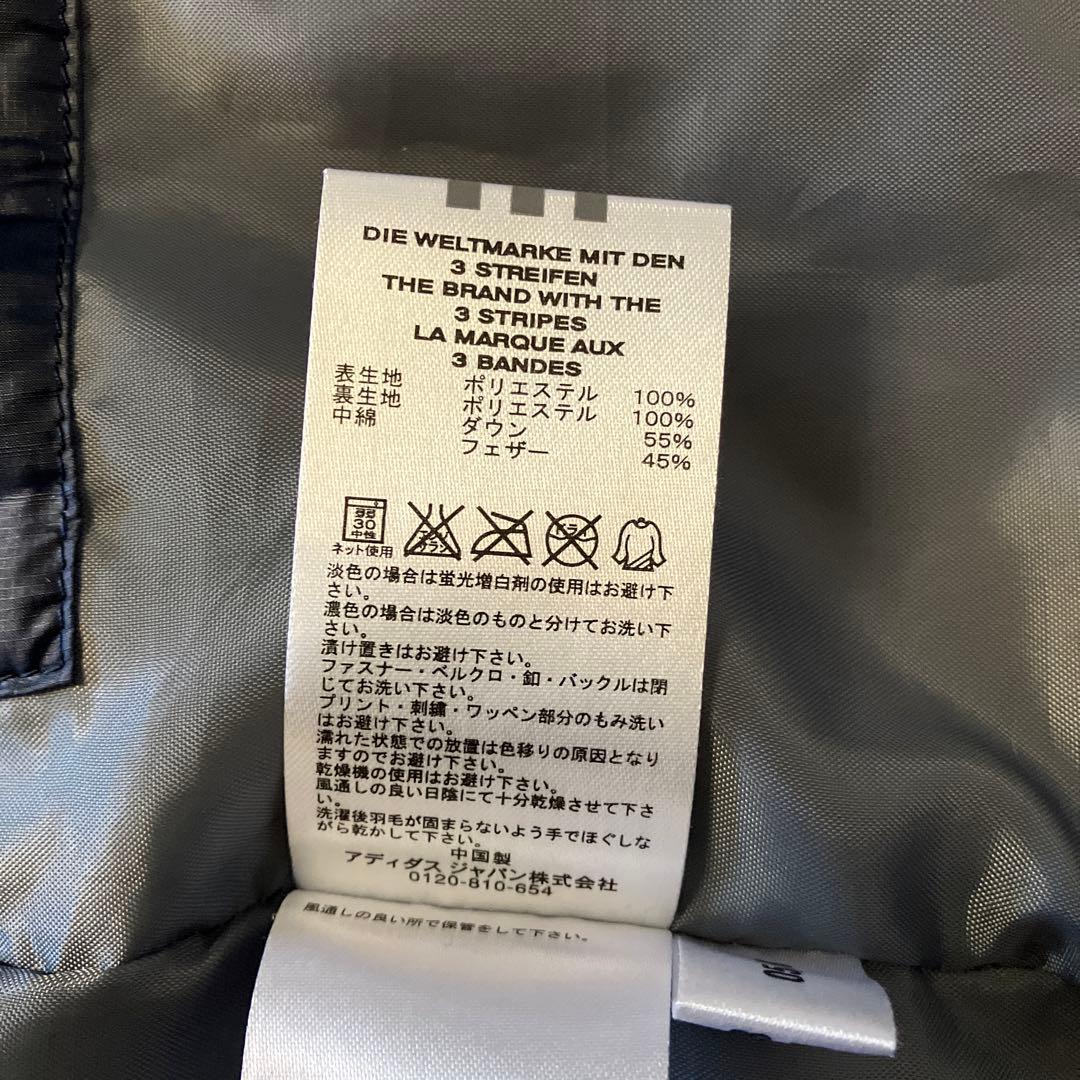 DIE WELTMARKE MIT DEN
3 STREIFEN
THE BRAND WITH THE
3 STRIPES
LA MARQUE AUX
3 BANDES
表生地 ポリエステル 100%
裏生地 ポリエステル 100%
中綿 ダウン 55%
フェザー 45%
弱
30
中性
ネット使用
エンソ
サラシ
ドライ
淡色の場合は蛍光増白剤の使用はお避け下
さい。
濃色の場合は淡色のものと分けてお洗い下
さい。
漬け置きはお避け下さい。
ファスナー・ベルクロ・釦・バックルは閉
じてお洗い下さい。
プリント・刺繍・ワッペン部分のもみ洗い
はお避け下さい。
濡れた状態での放置は色移りの原因となり
ますのでお避け下さい。
乾燥機の使用はお避け下さい。
風通しの良い日陰にて十分乾燥させて下さ
い。
洗濯後羽毛が固まらないよう手でほぐしな
がら乾かして下さい。
中国製
アディダス ジャパン株式会社
0120-810-654
風通しの良い所で保管をして下さい。